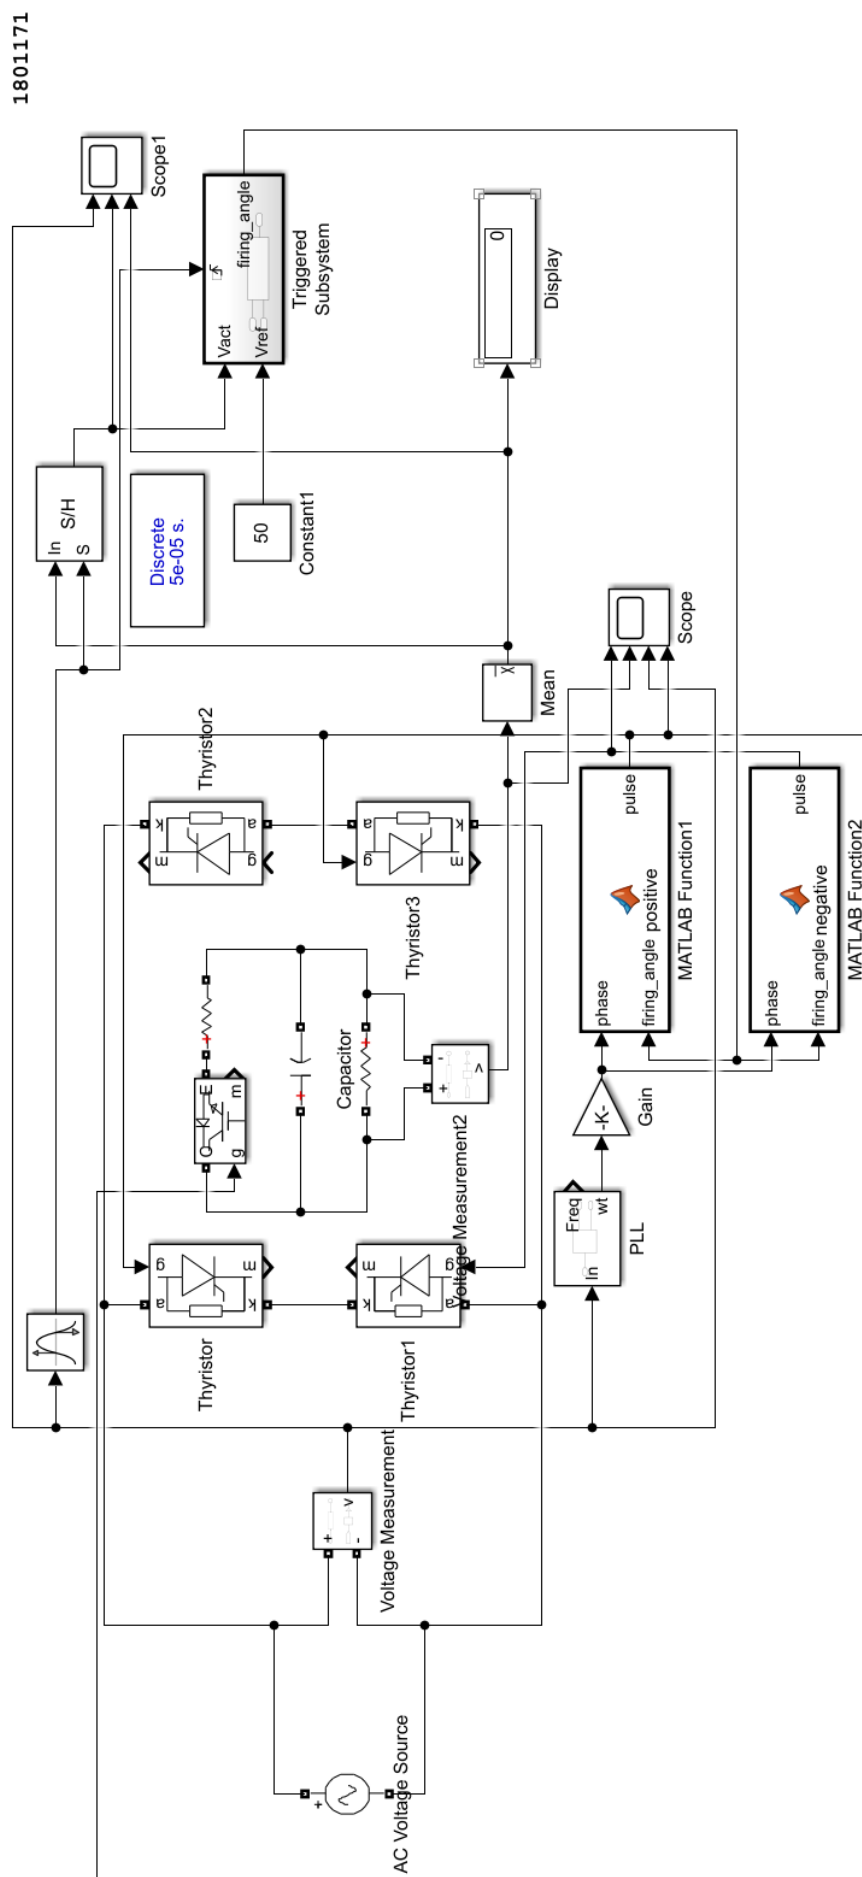 1801171
Scope1
firing_angle
Vact
Vref
Triggered
Subsystem
0
Display
In
S/H
S
Discrete
5e-05 s.
50
Constant1
Mean
Scope
Thyristor2
m
k
g
a
g
a
m
k
Thyristor3
C
E
g
m
+
+
Capacitor
+
+
-
v
Voltage Measurement2
phase
pulse
firing_angle positive
MATLAB Function1
phase
pulse
firing_angle negative
MATLAB Function2
-K-
Gain
Freq
wt
In
PLL
a
g
k
m
Thyristor
k
m
a
g
Thyristor1
+
v
-
Voltage Measurement
+
AC Voltage Source